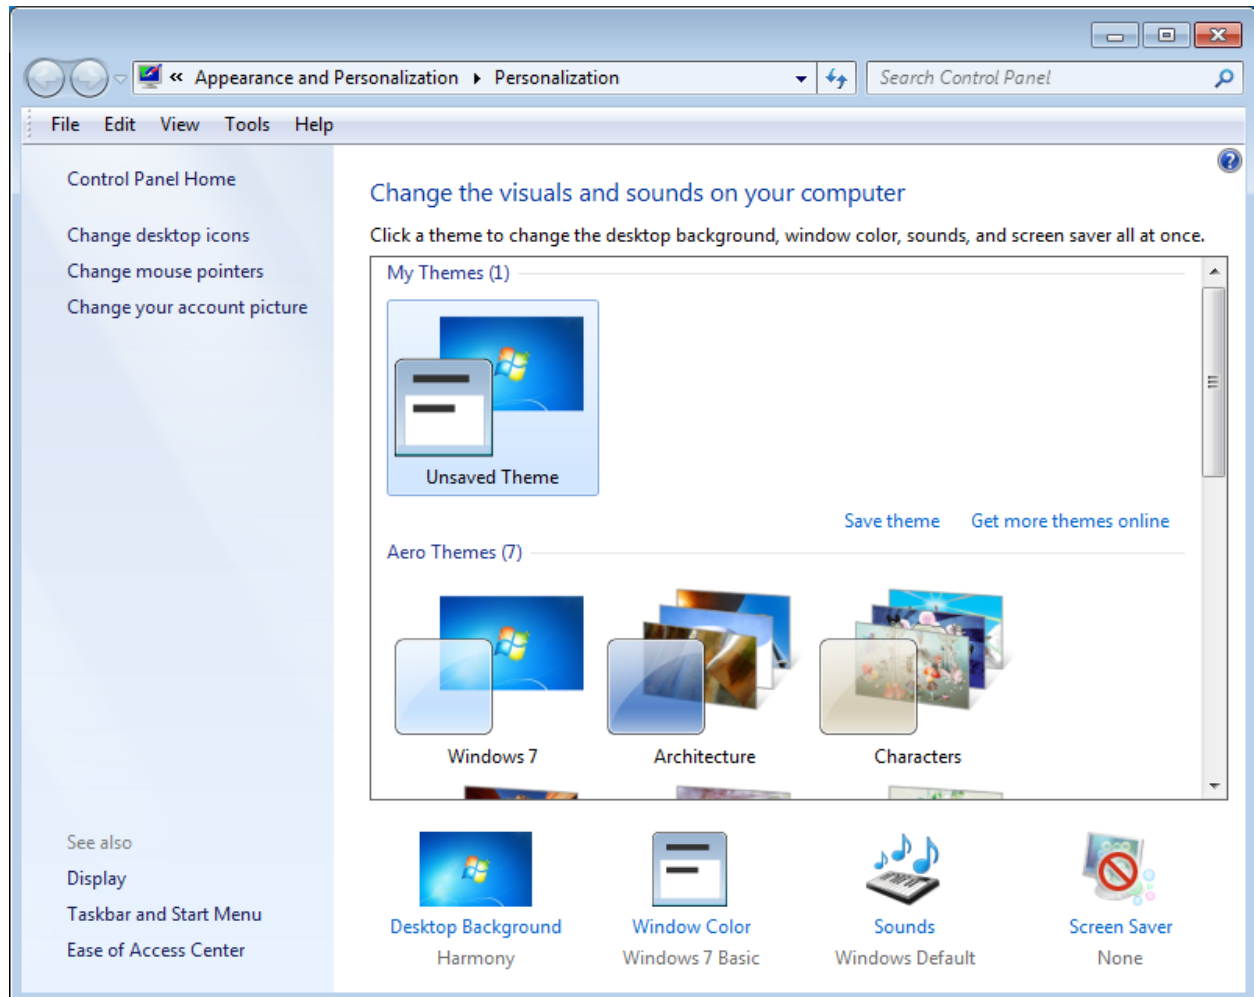 « Appearance and Personalization ▸ Personalization
Search Control Panel
File Edit View Tools Help
Control Panel Home
Change desktop icons
Change mouse pointers
Change your account picture
See also
Display
Taskbar and Start Menu
Ease of Access Center
Change the visuals and sounds on your computer
Click a theme to change the desktop background, window color, sounds, and screen saver all at once.
My Themes (1)
Unsaved Theme
Save theme Get more themes online
Aero Themes (7)
Windows 7 Architecture Characters
Desktop Background Window Color Sounds Screen Saver
Harmony Windows 7 Basic Windows Default None